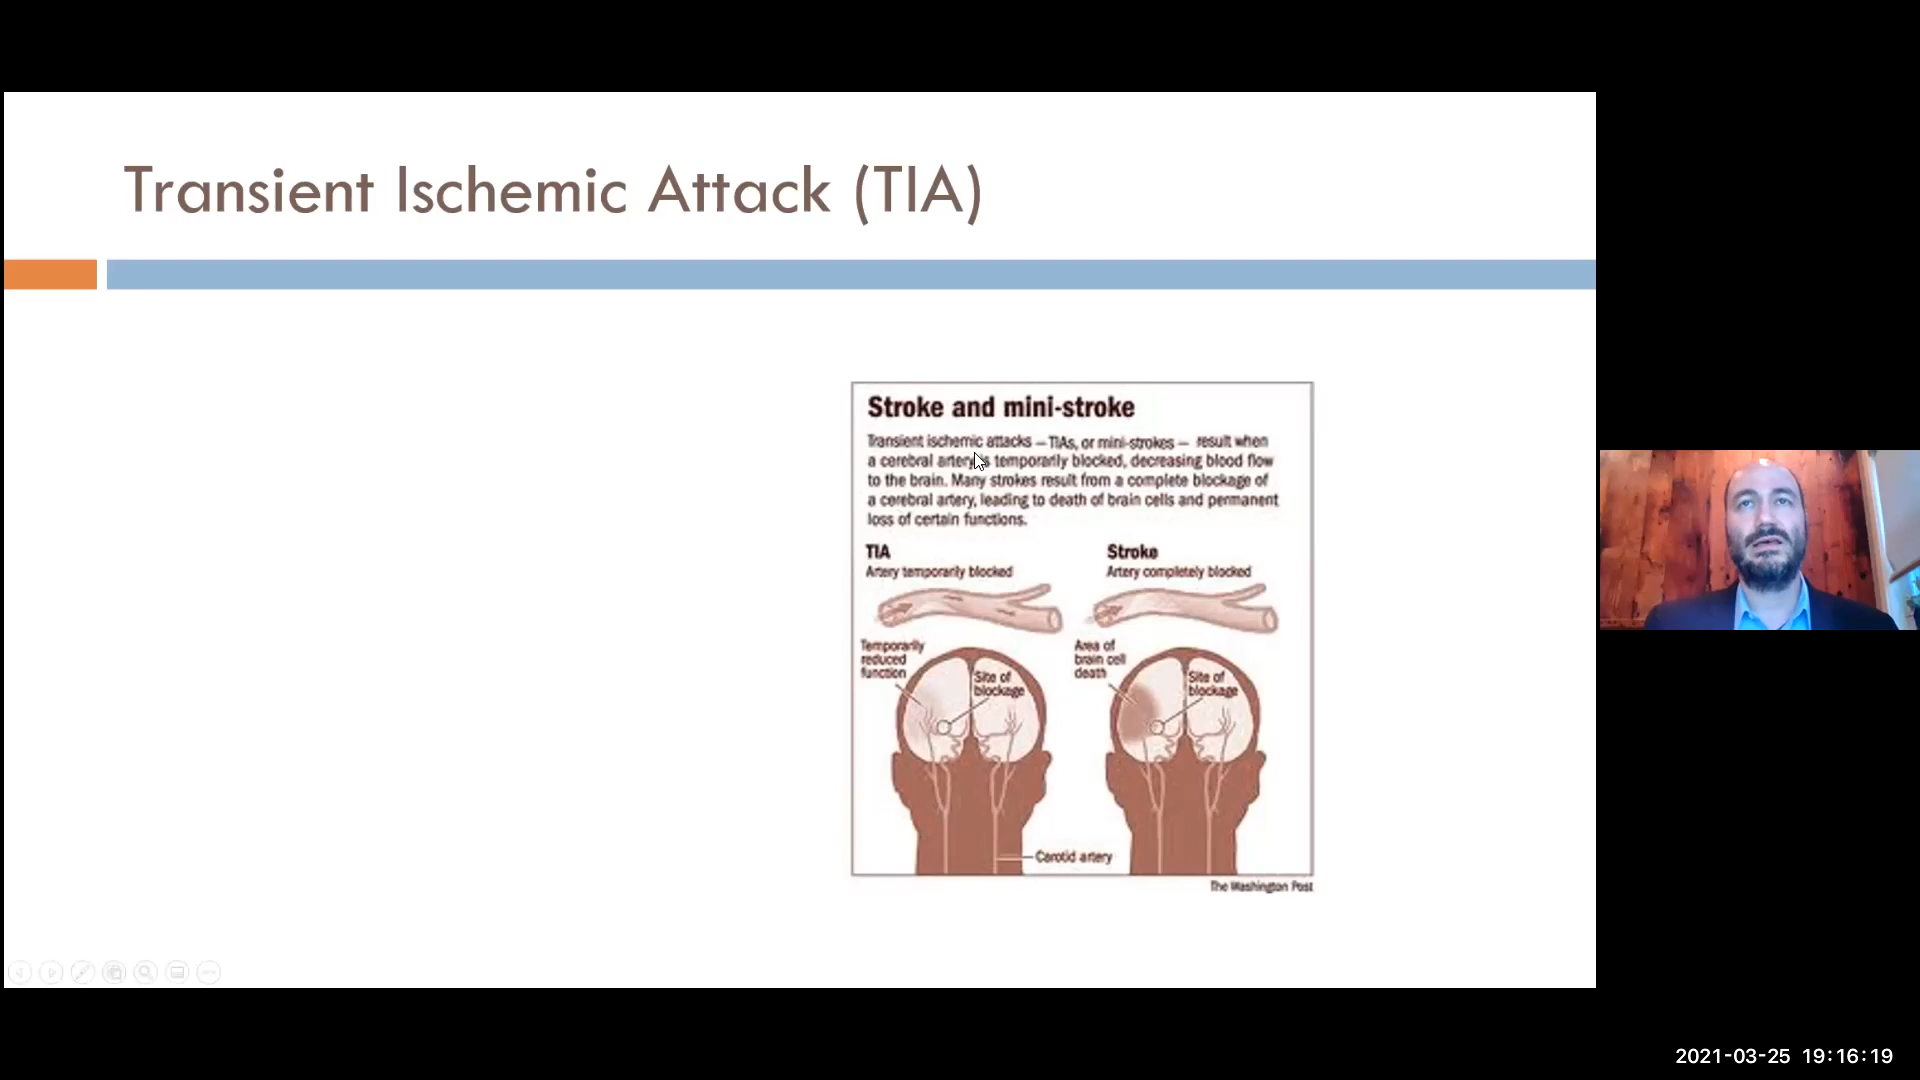 Transient Ischemic Attack (TIA)
Stroke and mini-stroke
Transient ischemic attacks – TIAs, or mini-strokes – result when
a cerebral artery is temporarily blocked, decreasing blood flow
to the brain. Many strokes result from a complete blockage of
a cerebral artery, leading to death of brain cells and permanent
loss of certain functions.
TIA
Artery temporarily blocked
Temporarily
reduced
function
Site of
blockage
Stroke
Artery completely blocked
Area of
brain cell
death
Site of
blockage
Carotid artery
The Washington Post
2021-03-25 19:16:19